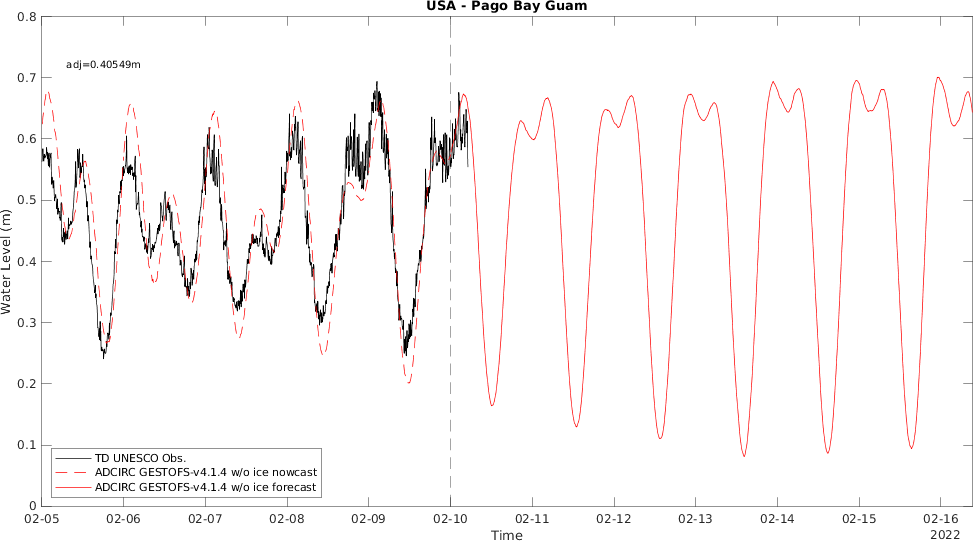 USA - Pago Bay Guam
adj=0.40549m
0.8
0.7
0.6
0.5
0.4
0.3
0.2
0.1
0
Water Level (m)
TD UNESCO Obs.
ADCIRC GESTOFS-v4.1.4 w/o ice nowcast
ADCIRC GESTOFS-v4.1.4 w/o ice forecast
02-05 02-06 02-07 02-08 02-09 02-10 02-11 02-12 02-13 02-14 02-15 02-16
Time
2022